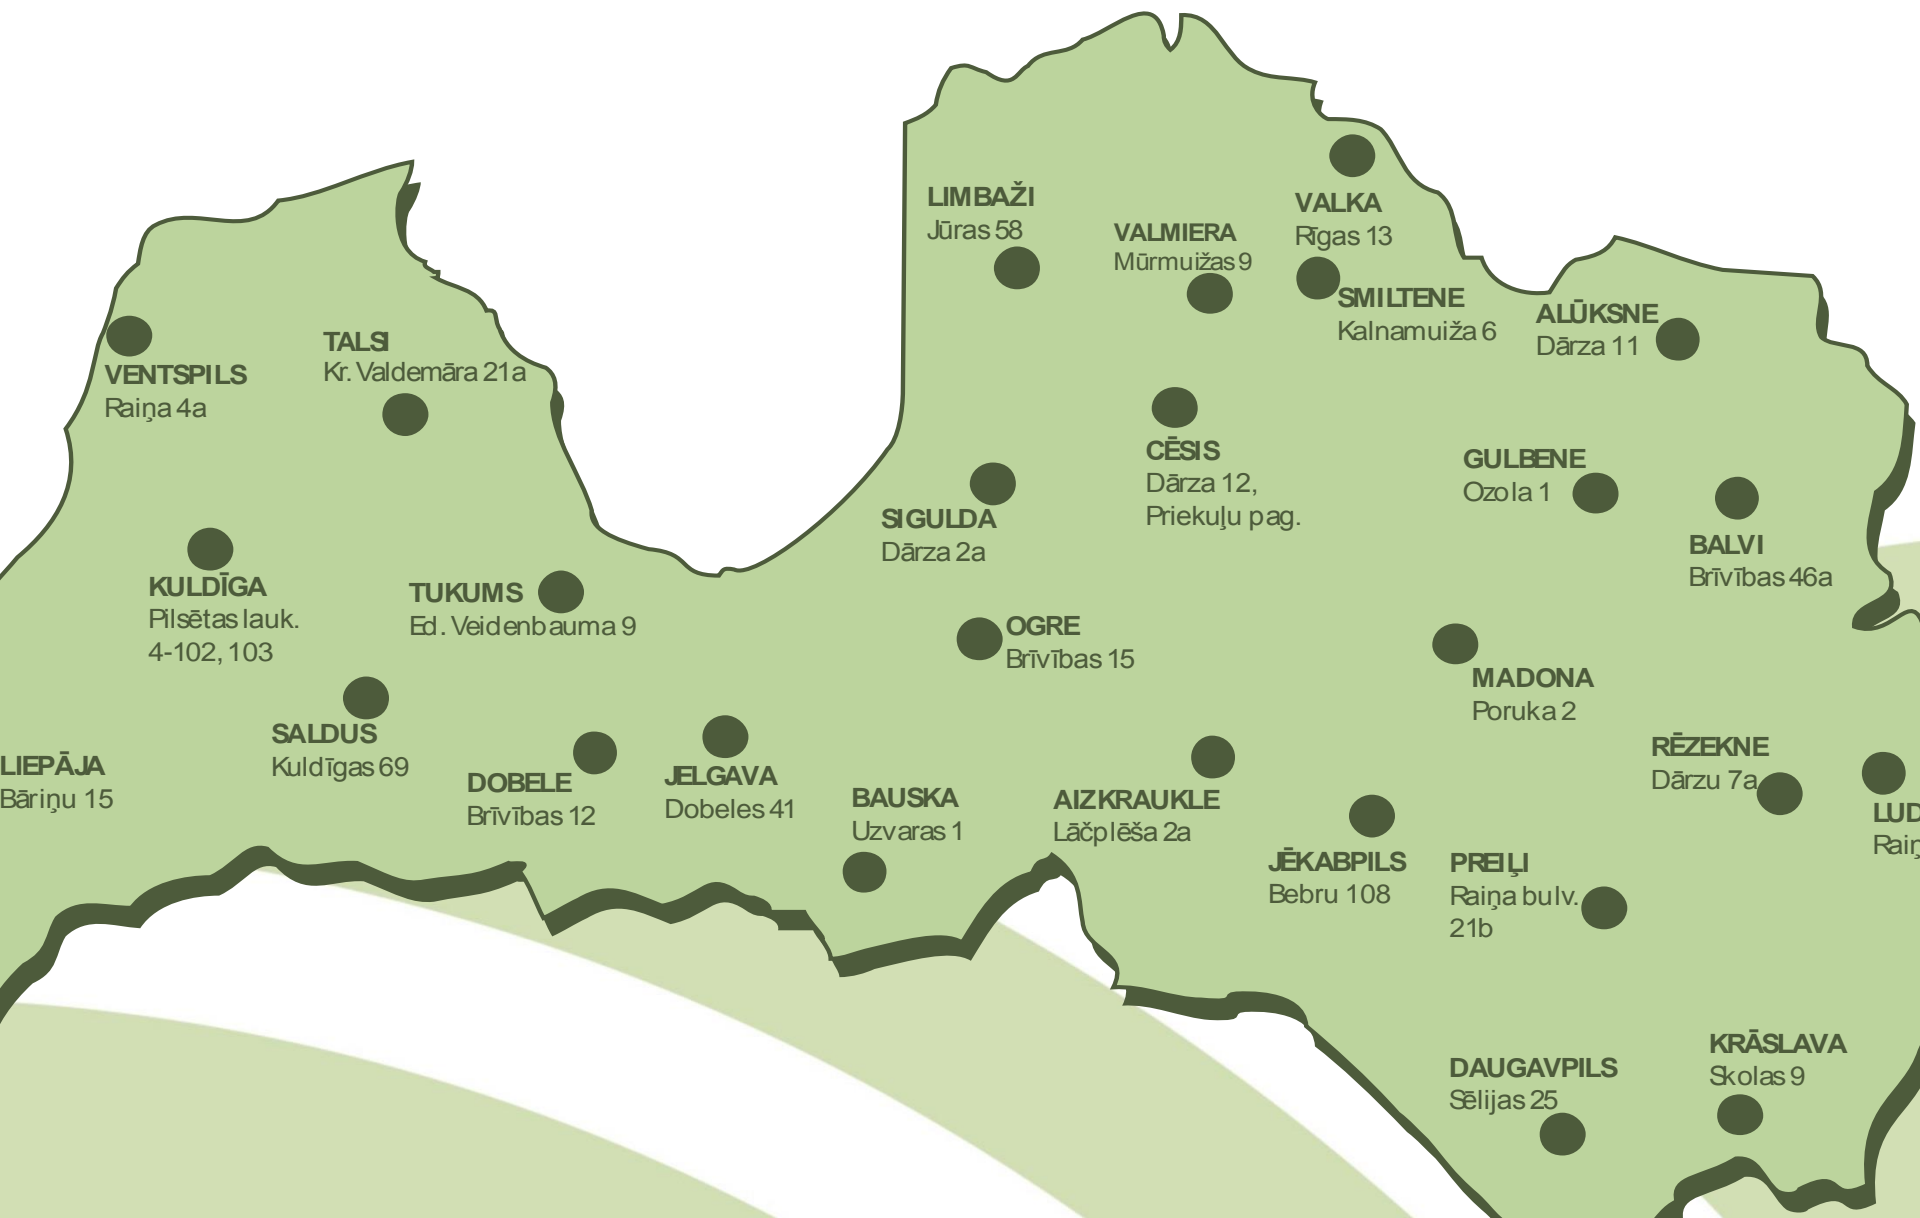 LIMBAŽI
Jūras 58
VALMIERA
Mūrmuižas 9
VALKA
Rīgas 13
SMILTENE
Kalnamuiža 6
ALŪKSNE
Dārza 11
VENTSPILS
Raiņa 4a
TALSI
Kr. Valdemāra 21a
CĒSIS
Dārza 12,
Priekuļu pag.
GULBENE
Ozola 1
SIGULDA
Dārza 2a
BALVI
Brīvības 46a
KULDĪGA
Pilsētas lauk.
4-102, 103
TUKUMS
Ed. Veidenbauma 9
OGRE
Brīvības 15
MADONA
Poruka 2
SALDUS
Kuldīgas 69
LIEPĀJA
Bāriņu 15
DOBELE
Brīvības 12
JELGAVA
Dobeles 41
BAUSKA
Uzvaras 1
AIZKRAUKLE
Lāčplēša 2a
RĒZEKNE
Dārzu 7a
LUD
Raiņ
JĒKABPILS
Bebru 108
PREIĻI
Raiņa bulv.
21b
DAUGAVPILS
Sēlijas 25
KRĀSLAVA
Skolas 9